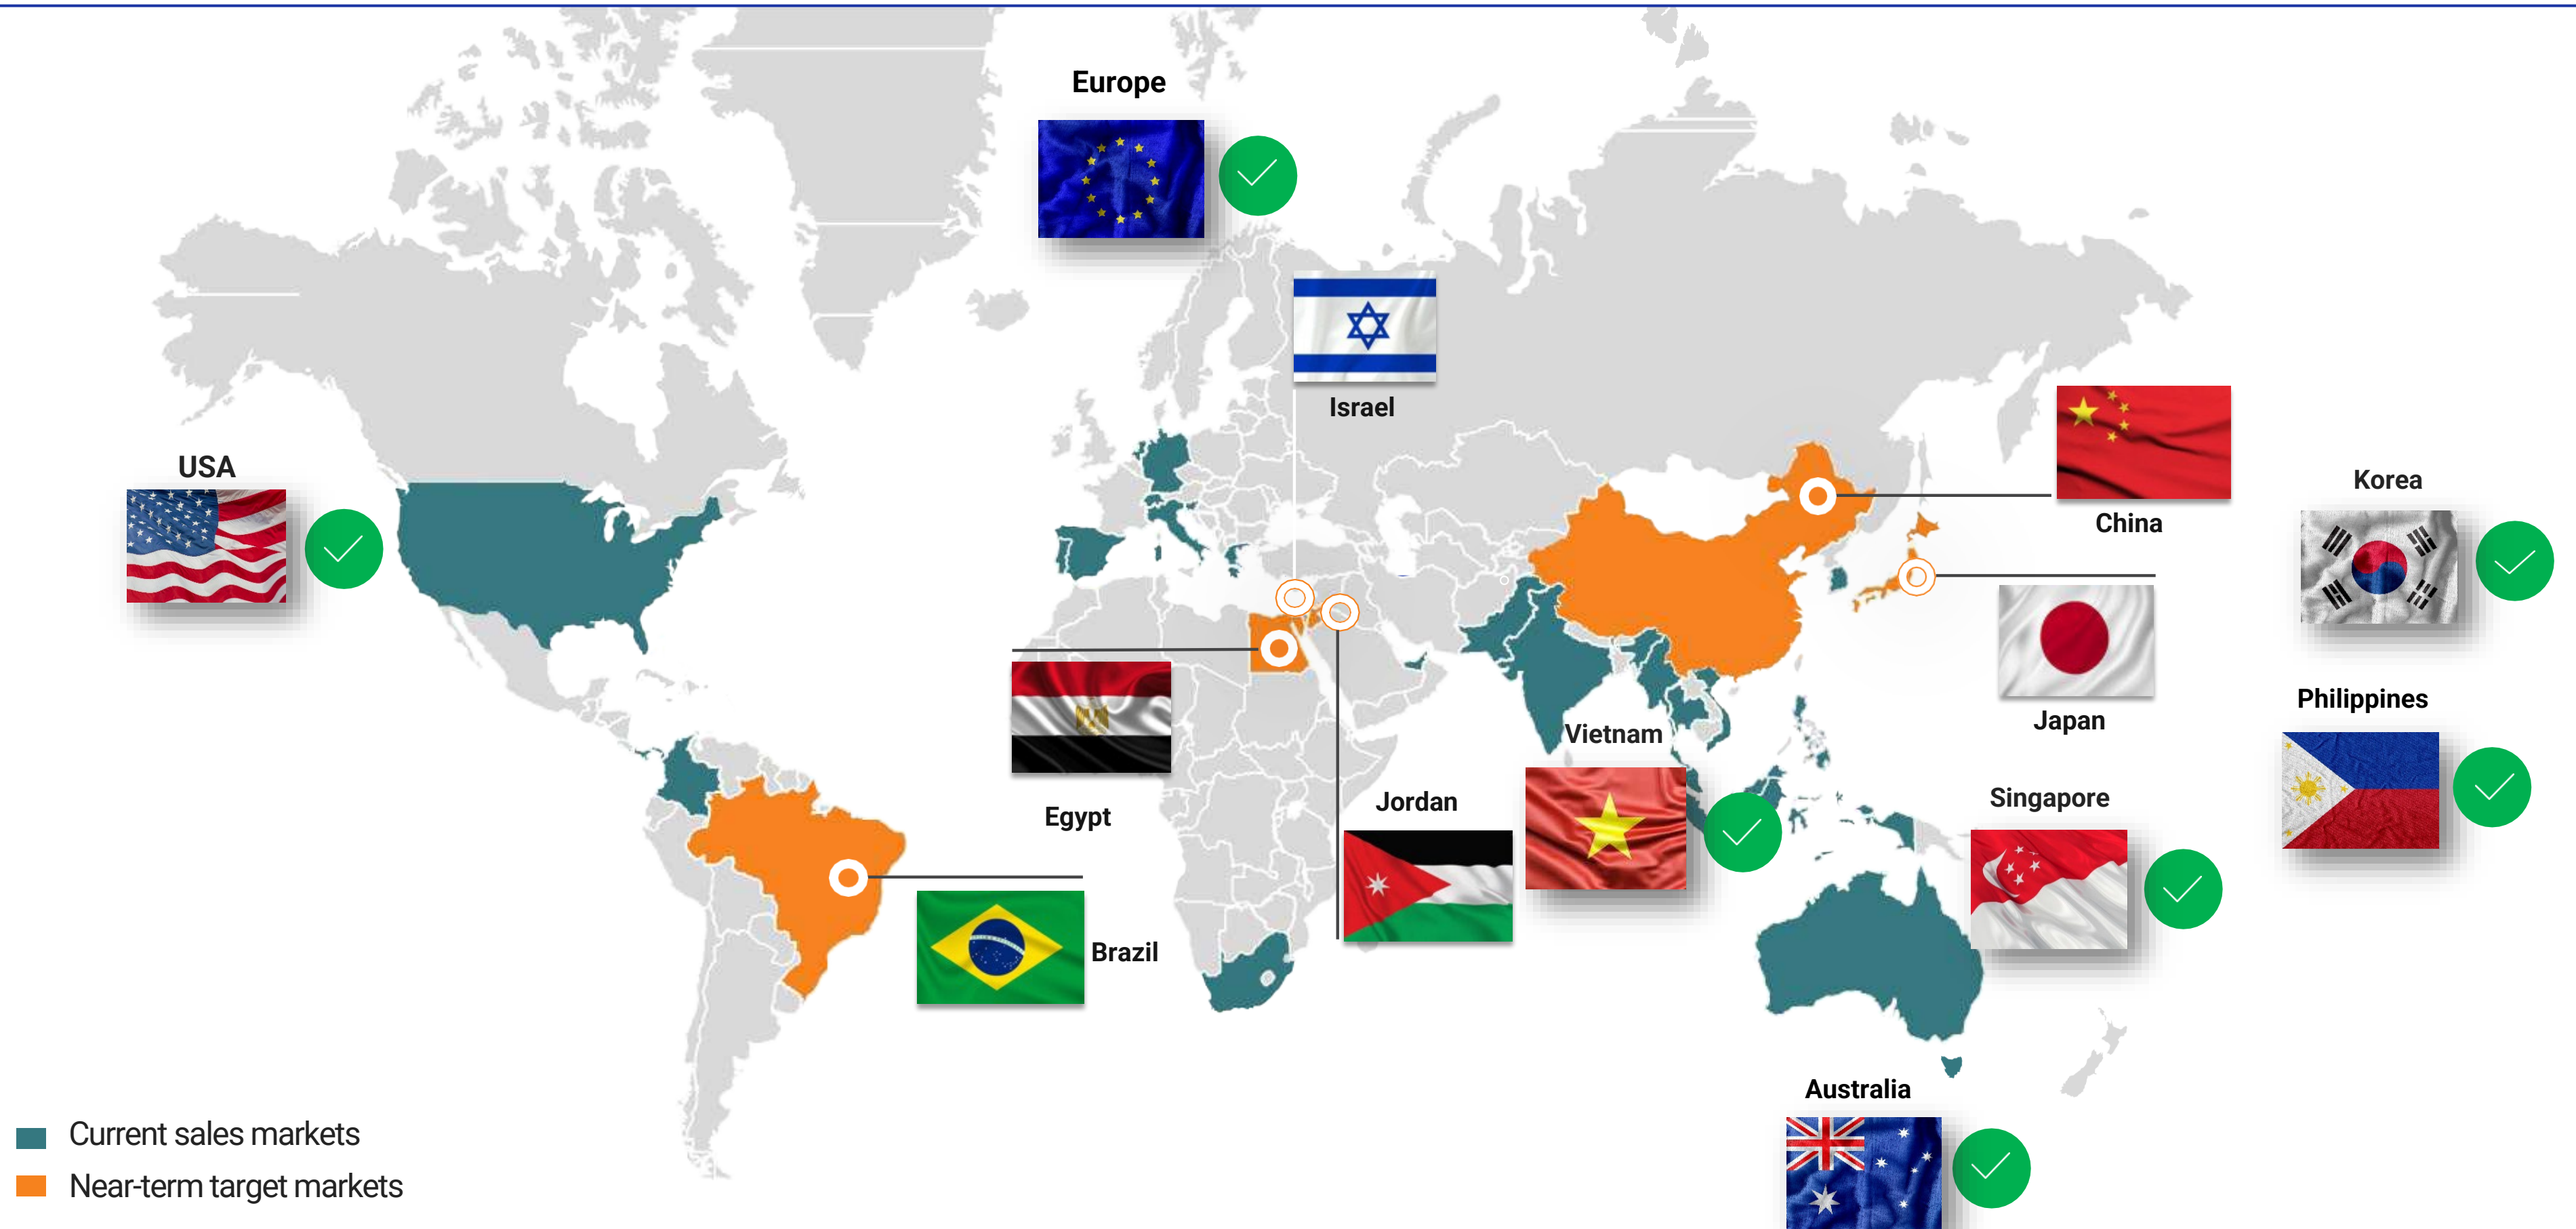 Europe
Israel
USA
China
Korea
Philippines
Japan
Vietnam
Singapore
Jordan
Egypt
Brazil
Australia
Current sales markets
Near-term target markets